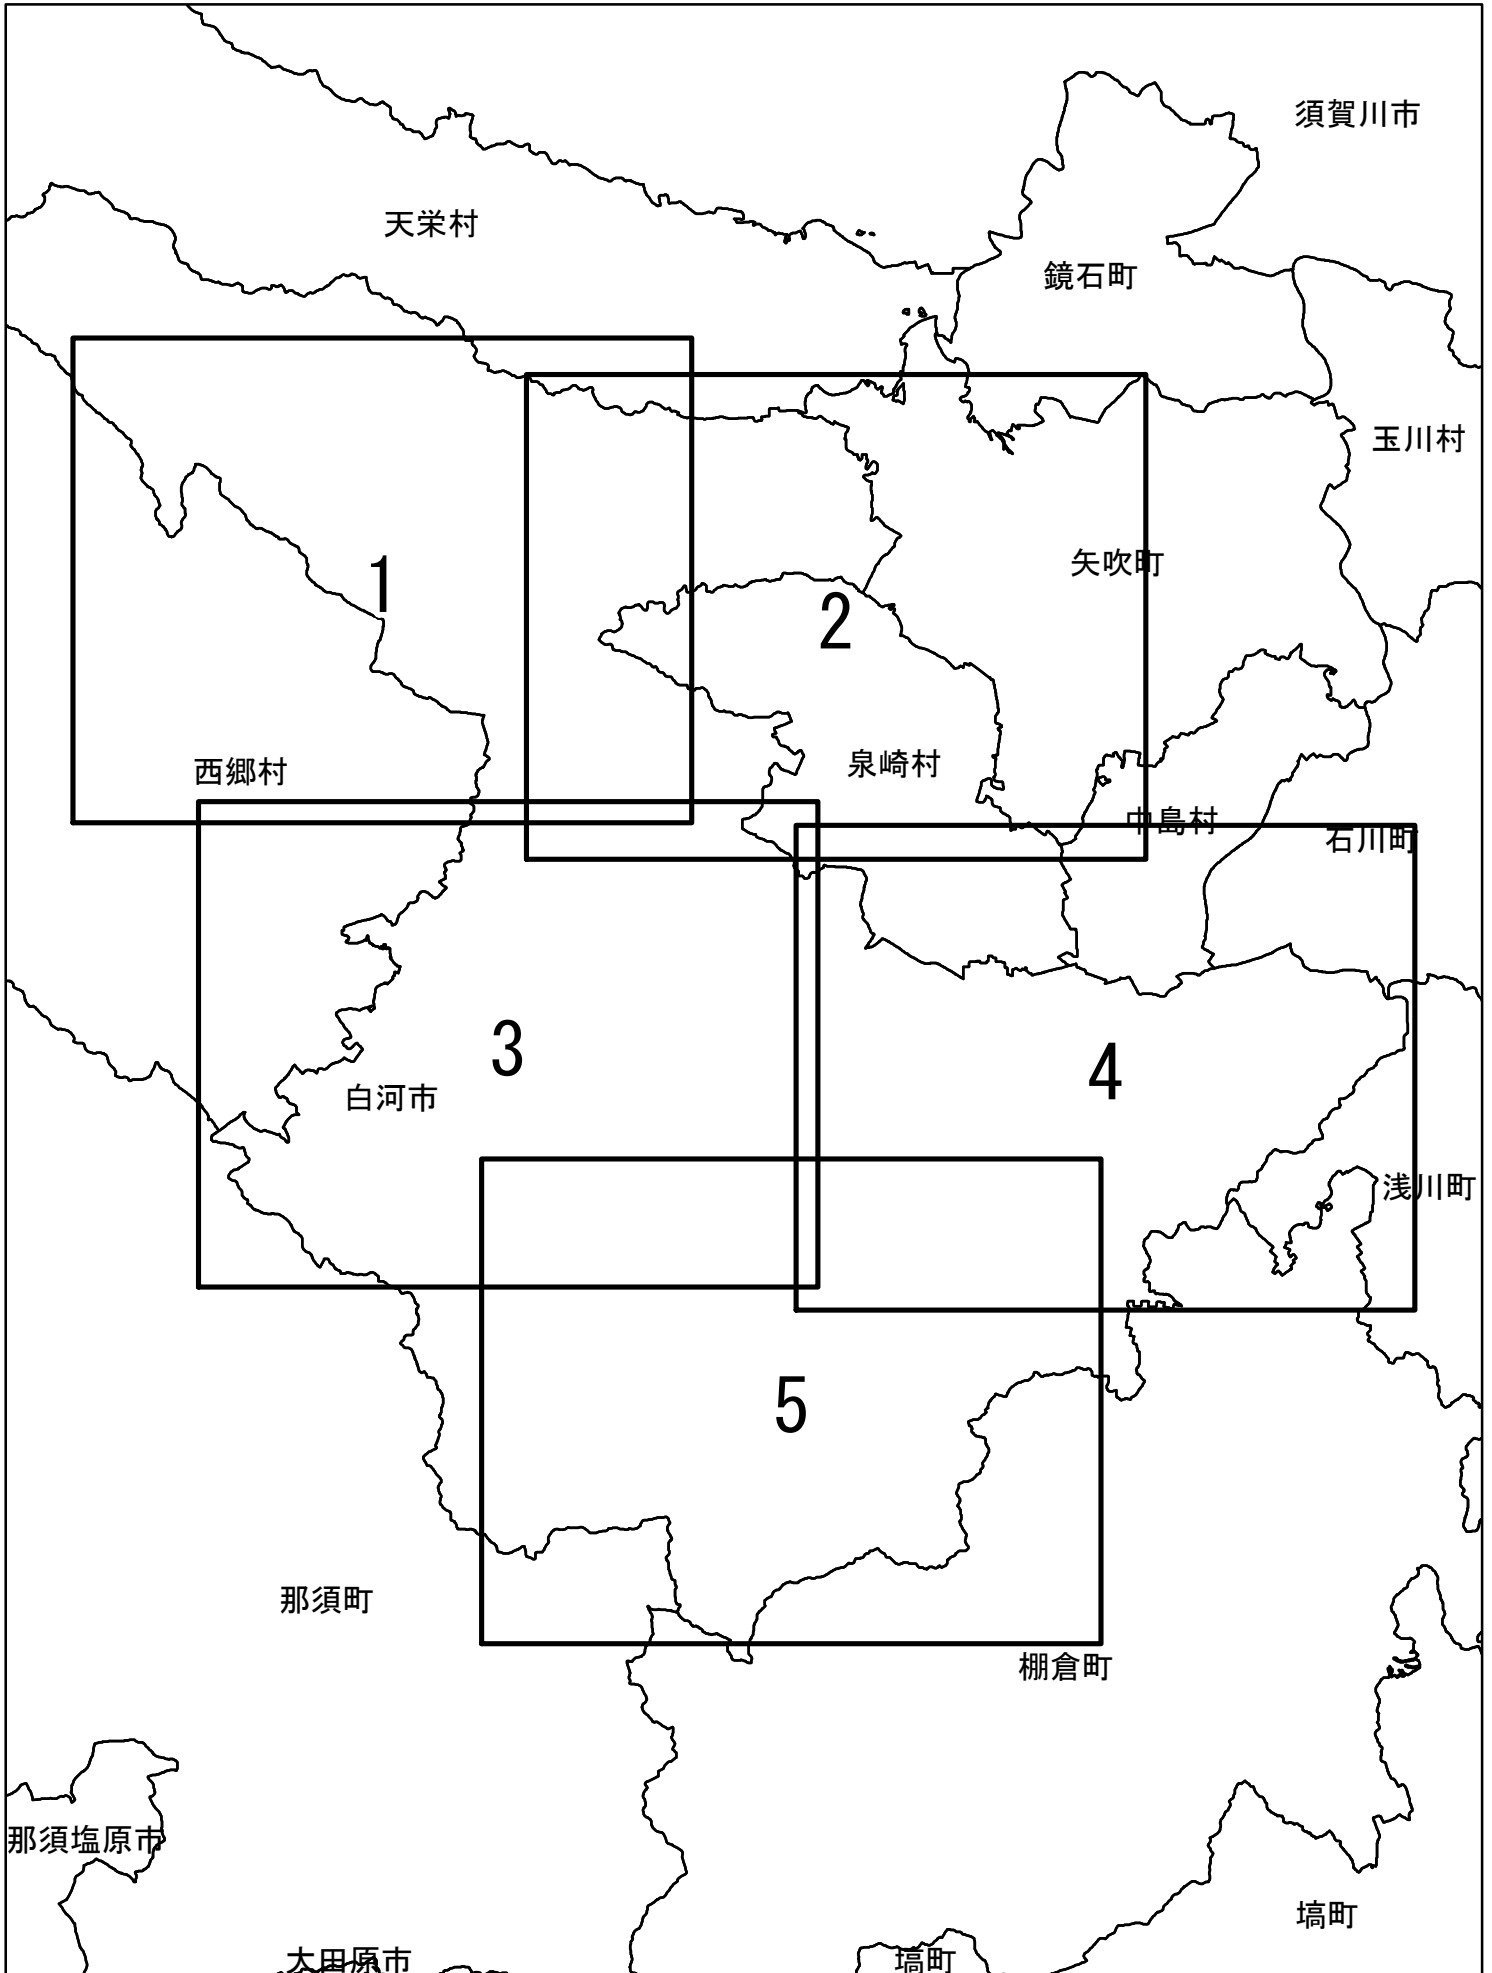 須賀川市
天栄村
鏡石町
玉川村
矢吹町
1
2
泉崎村
西郷村
中島村
石川町
3
4
白河市
浅川町
5
那須町
棚倉町
那須塩原市
塙町
大田原市
塙町